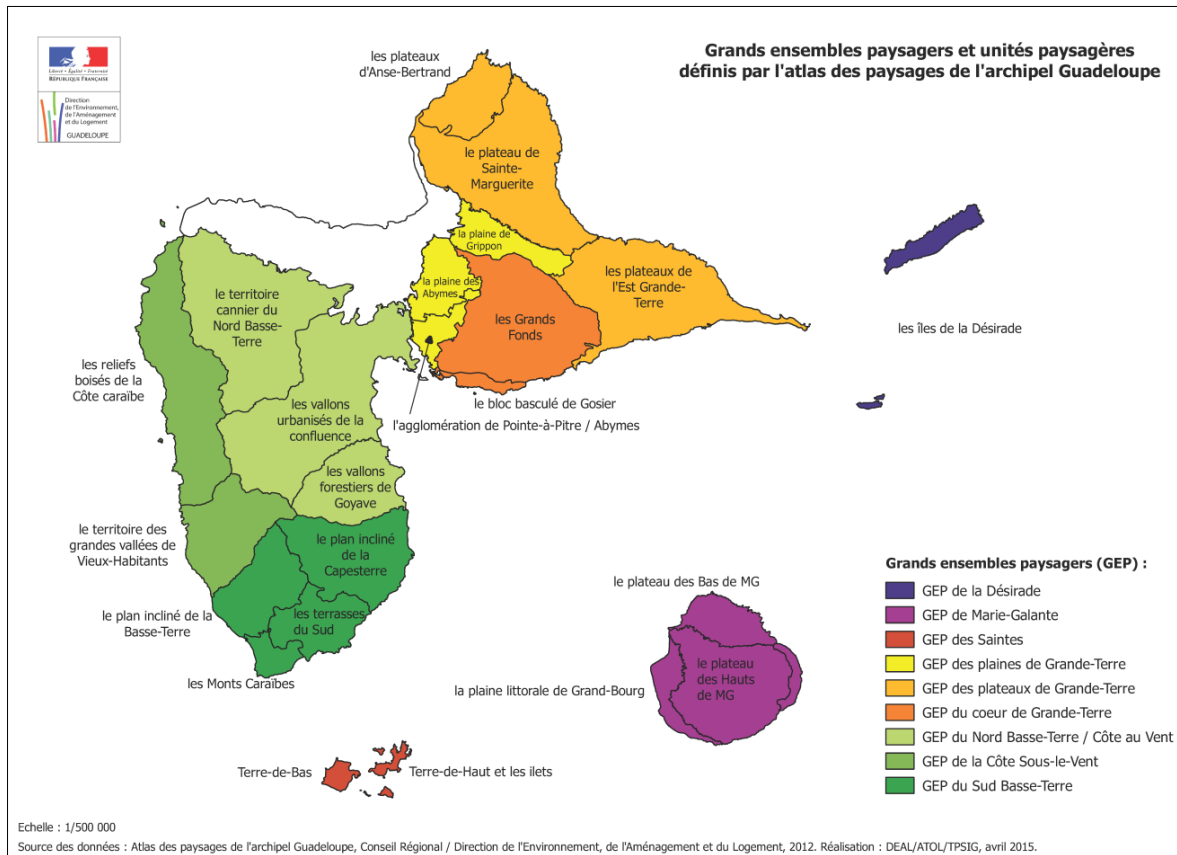 Liberté • Égalité • Fraternité
RÉPUBLIQUE FRANÇAISE
Direction
de l'Environnement,
de l'Aménagement
et du Logement
GUADELOUPE
Grands ensembles paysagers et unités paysagères
définis par l'atlas des paysages de l'archipel Guadeloupe
les plateaux
d'Anse-Bertrand
le plateau de
Sainte-
Marguerite
la plaine de
Grippon
la plaine des
Abymes
les plateaux de
l'Est Grande-
Terre
les Grands
Fonds
les îles de la Désirade
le territoire
cannier du
Nord Basse-
Terre
les reliefs
boisés de la
Côte caraïbe
le bloc basculé de Gosier
l'agglomération de Pointe-à-Pitre / Abymes
les vallons
urbanisés de la
confluence
les vallons
forestiers de
Goyave
le territoire des
grandes vallées de
Vieux-Habitants
le plan incliné
de la
Capesterre
le plan incliné de la
Basse-Terre
les terrasses
du Sud
les Monts Caraïbes
le plateau des Bas de MG
le plateau
des Hauts
de MG
la plaine littorale de Grand-Bourg
Terre-de-Bas
Terre-de-Haut et les ilets
Grands ensembles paysagers (GEP) :
GEP de la Désirade
GEP de Marie-Galante
GEP des Saintes
GEP des plaines de Grande-Terre
GEP des plateaux de Grande-Terre
GEP du coeur de Grande-Terre
GEP du Nord Basse-Terre / Côte au Vent
GEP de la Côte Sous-le-Vent
GEP du Sud Basse-Terre
Echelle : 1/500 000
Source des données : Atlas des paysages de l'archipel Guadeloupe, Conseil Régional / Direction de l'Environnement, de l'Aménagement et du Logement, 2012. Réalisation : DEAL/ATOL/TPSIG, avril 2015.